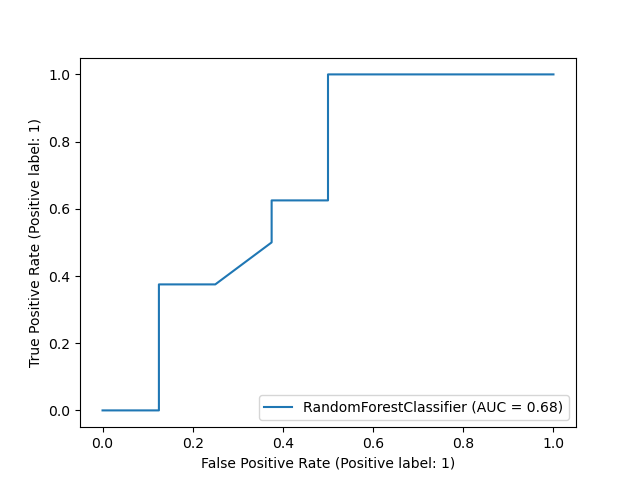 1.0
0.8
0.6
0.4
0.2
0.0
True Positive Rate (Positive label: 1)
RandomForestClassifier (AUC = 0.68)
0.0 0.2 0.4 0.6 0.8 1.0
False Positive Rate (Positive label: 1)